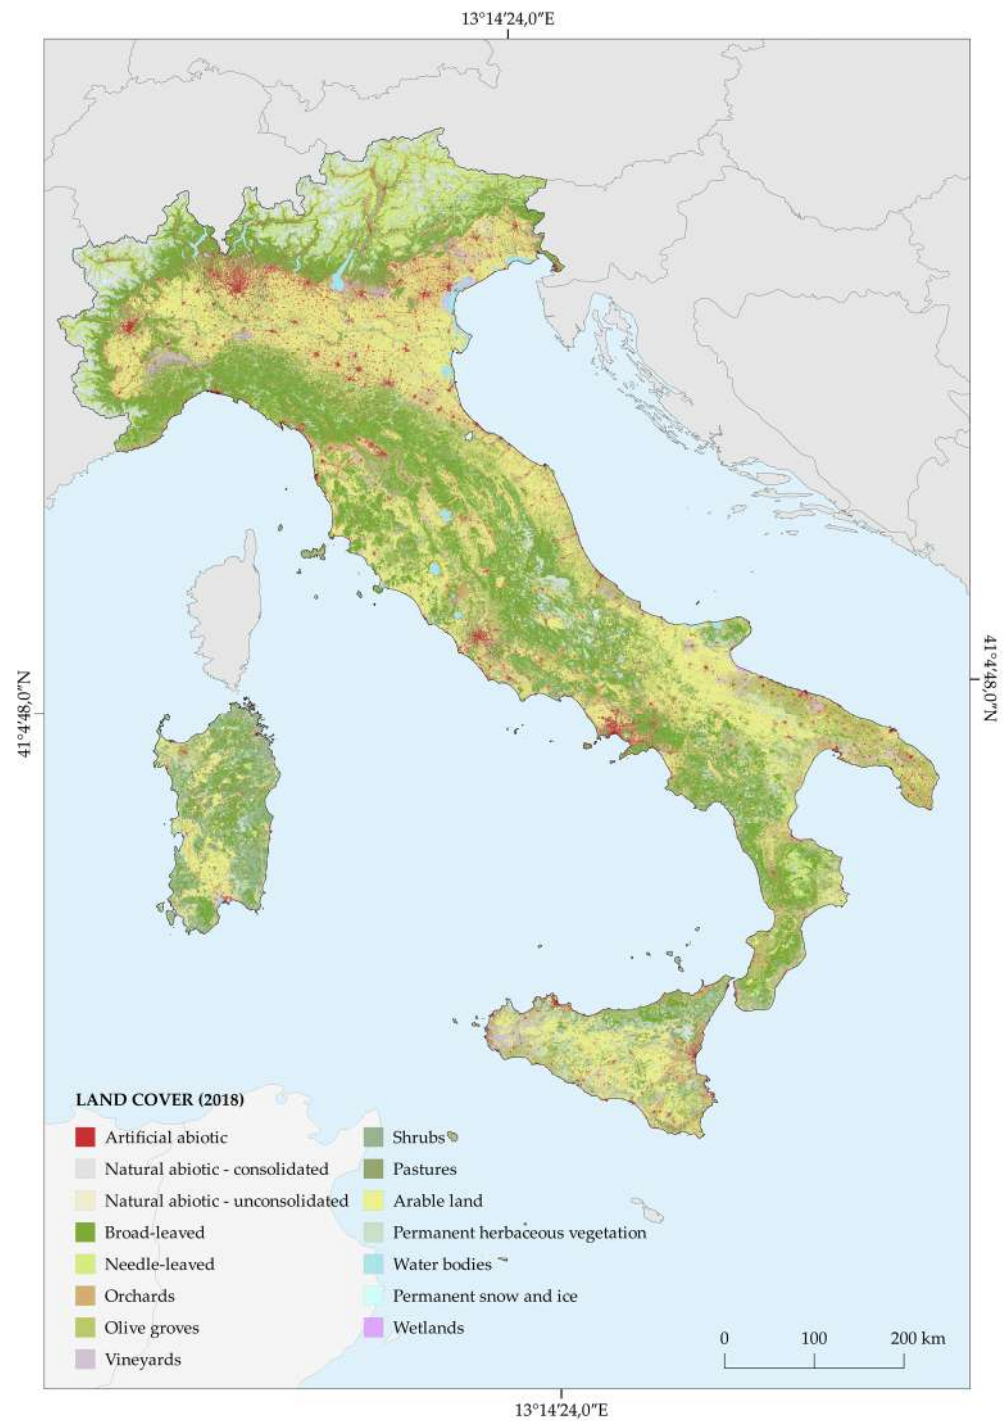 13°14′24,0″E
41°4′48,0″N
41°4′48,0″N
LAND COVER (2018)
Artificial abiotic
Natural abiotic - consolidated
Natural abiotic - unconsolidated
Broad-leaved
Needle-leaved
Orchards
Olive groves
Vineyards
Shrubs
Pastures
Arable land
Permanent herbaceous vegetation
Water bodies
Permanent snow and ice
Wetlands
0 100 200 km
13°14′24,0″E